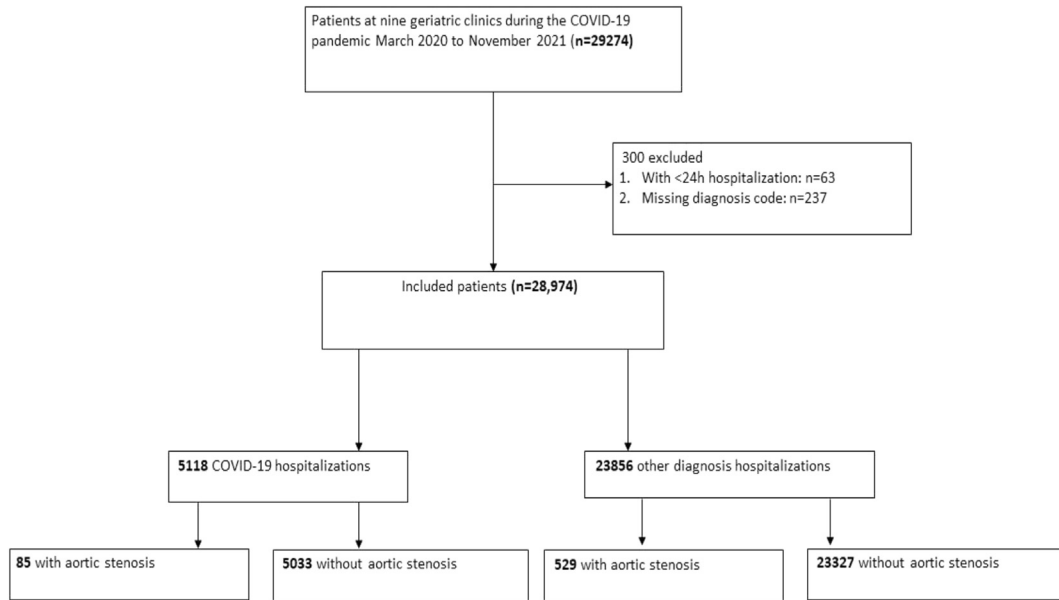 Patients at nine geriatric clinics during the COVID-19
pandemic March 2020 to November 2021 (n=29274)
300 excluded
1. With <24h hospitalization: n=63
2. Missing diagnosis code: n=237
Included patients (n=28,974)
5118 COVID-19 hospitalizations
23856 other diagnosis hospitalizations
85 with aortic stenosis
5033 without aortic stenosis
529 with aortic stenosis
23327 without aortic stenosis